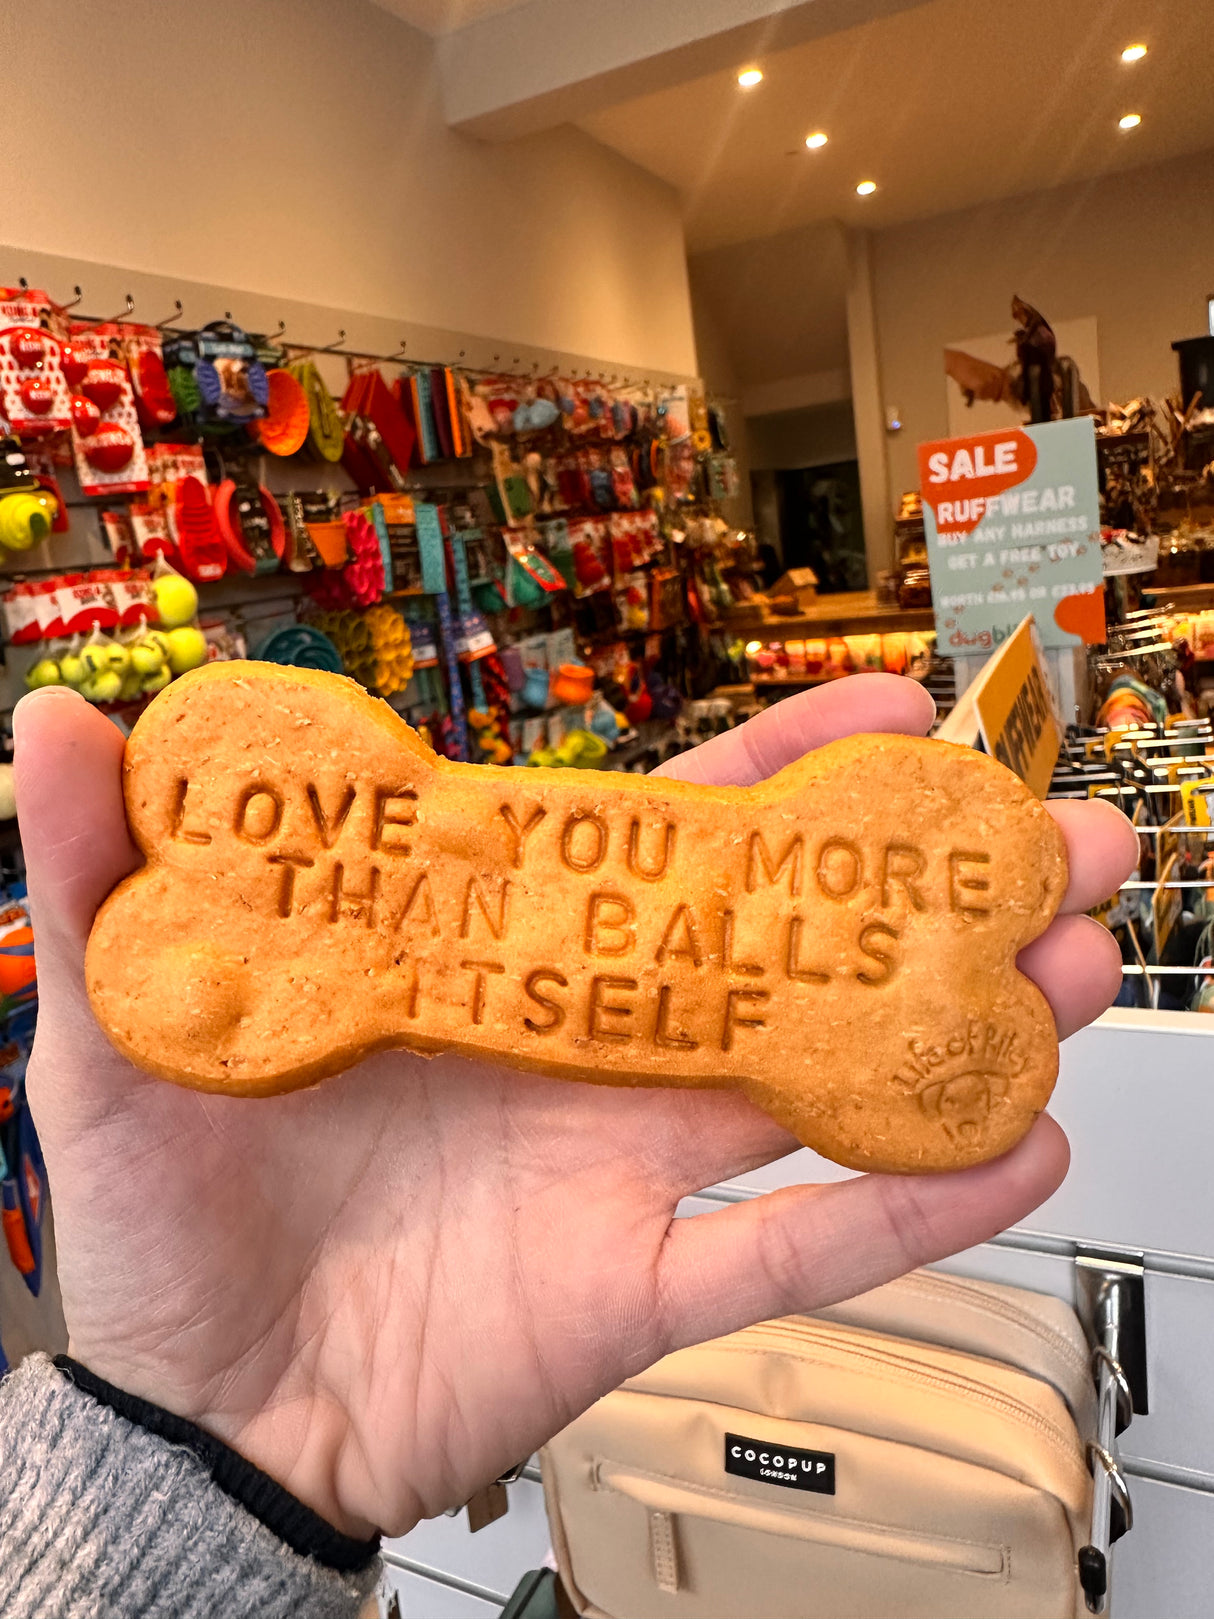 SALE
RUFFWEAR
BUY ANY HARNESS
GET A FREE TOY
dogbl
LOVE YOU MORE
THAN BALLS
ITSELF
Life of Riley
COCOPUP
LONDON